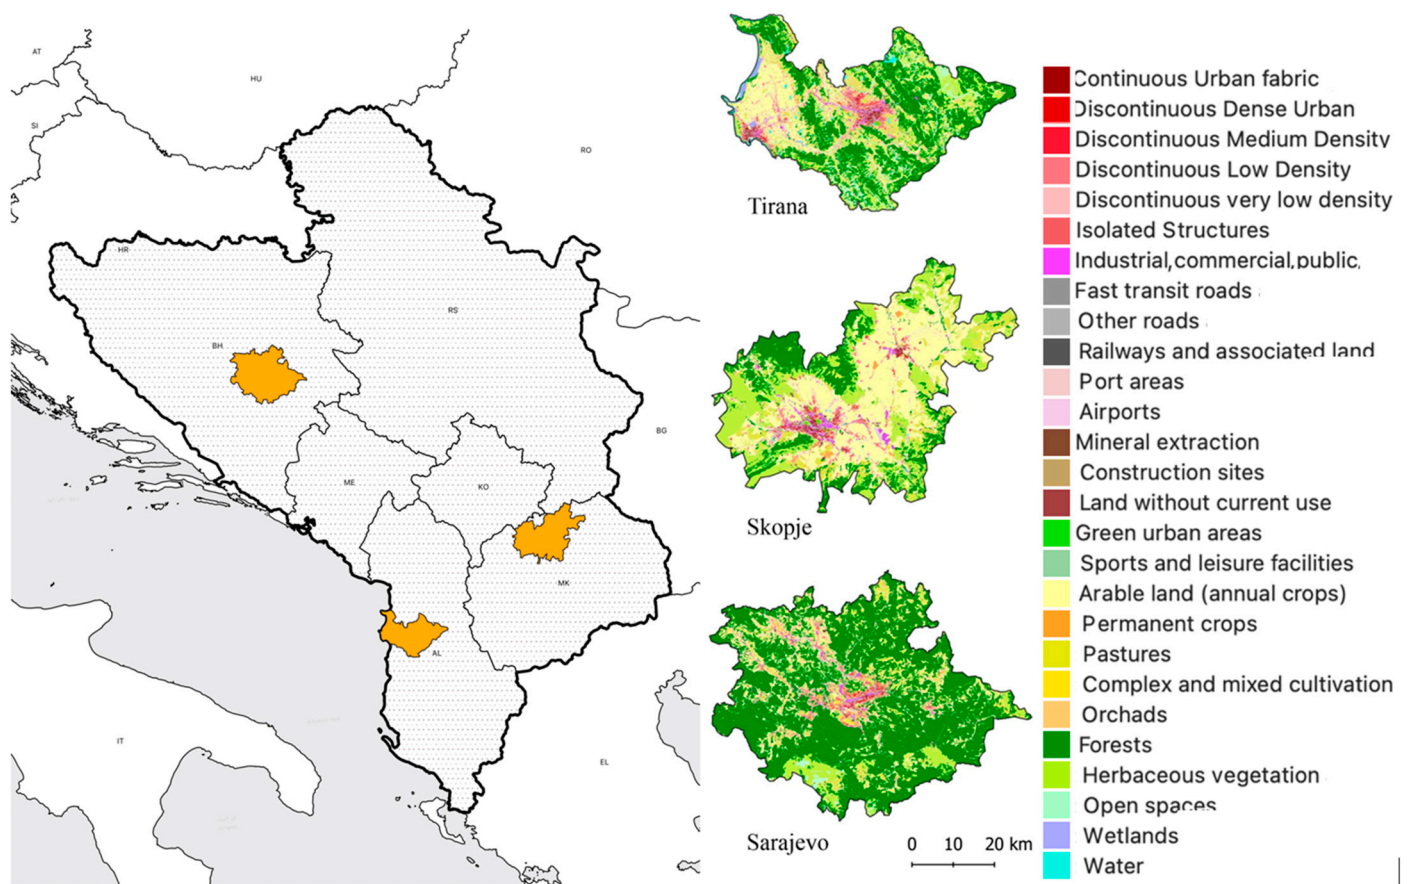 AT
HU
SI
RO
HR
RS
BH
BG
ME
KO
MK
AL
IT
EL
Tirana
Skopje
Sarajevo
0 10 20 km
Continuous Urban fabric
Discontinuous Dense Urban
Discontinuous Medium Density
Discontinuous Low Density
Discontinuous very low density
Isolated Structures
Industrial,commercial,public,
Fast transit roads
Other roads
Railways and associated land
Port areas
Airports
Mineral extraction
Construction sites
Land without current use
Green urban areas
Sports and leisure facilities
Arable land (annual crops)
Permanent crops
Pastures
Complex and mixed cultivation
Orchads
Forests
Herbaceous vegetation
Open spaces
Wetlands
Water